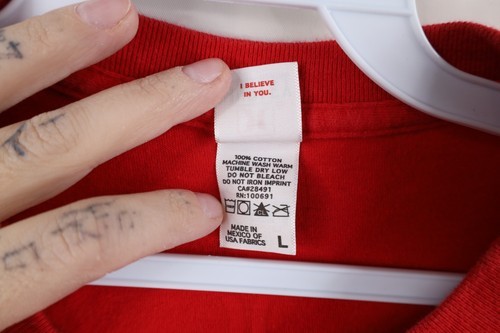 I BELIEVE
IN YOU.
100% COTTON
MACHINE WASH WARM
TUMBLE DRY LOW
DO NOT BLEACH
DO NOT IRON IMPRINT
CA#28491
RN:100691
MADE IN
MEXICO OF
USA FABRICS
L